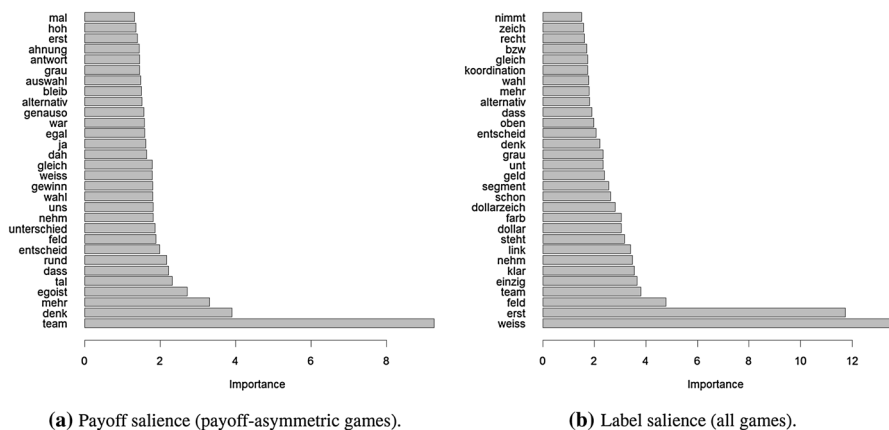 mal
hoh
erst
ahnung
antwort
grau
auswahl
bleib
alternativ
genauso
war
egal
ja
dah
gleich
weiss
gewinn
wahl
uns
nehm
unterschied
feld
entscheid
rund
dass
tal
egoist
mehr
denk
team
0 2 4 6 8
Importance
(a) Payoff salience (payoff-asymmetric games).
nimmt
zeich
recht
bzw
gleich
koordination
wahl
mehr
alternativ
dass
oben
entscheid
denk
grau
unt
geld
segment
schon
dollarzeich
farb
dollar
steht
link
nehm
klar
einzig
team
feld
erst
weiss
0 2 4 6 8 10 12
Importance
(b) Label salience (all games).